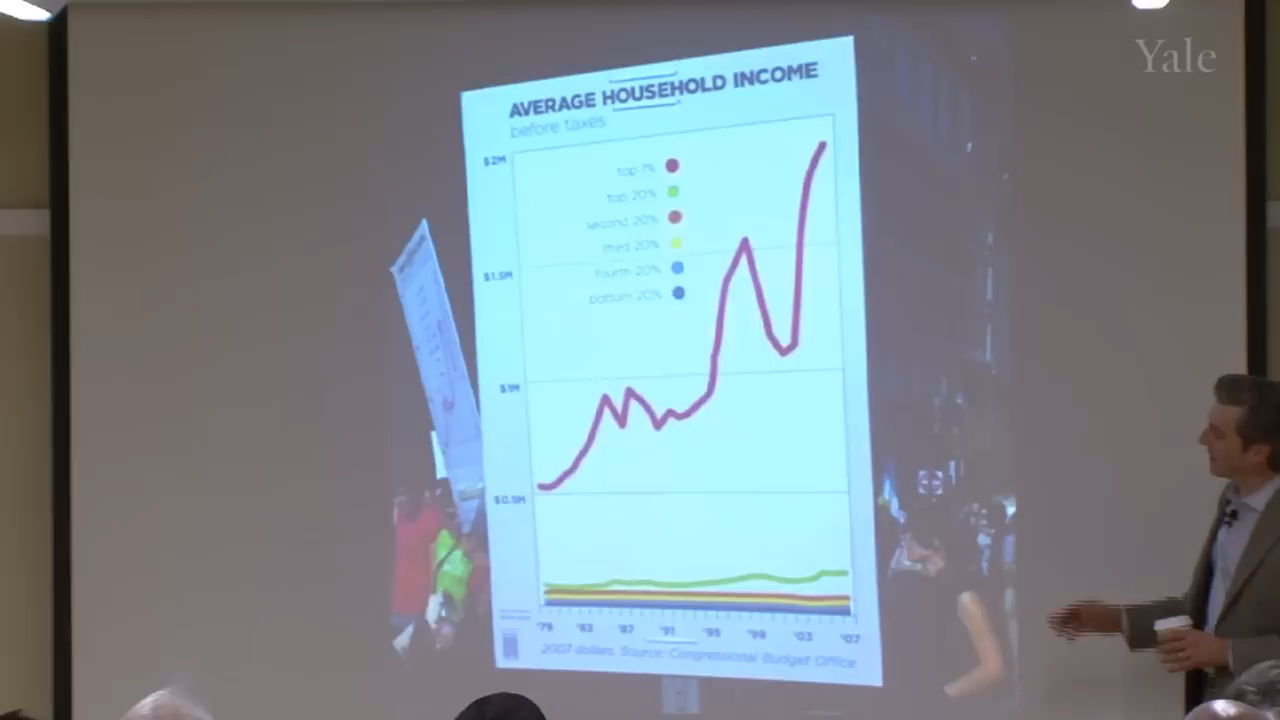 Yale
AVERAGE HOUSEHOLD INCOME
before taxes
$2M
$1.5M
$1M
$0.5M
top 1%
top 20%
second 20%
third 20%
fourth 20%
bottom 20%
'79 '83 '87 '91 '95 '99 '03 '07
2007 dollars. Source: Congressional Budget Office